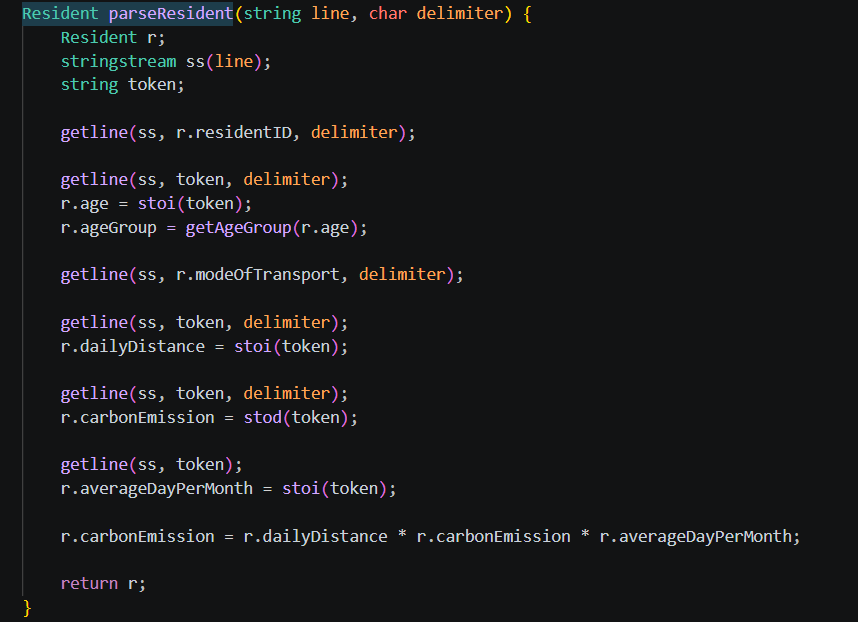 Resident parseResident(string line, char delimiter) {
    Resident r;
    stringstream ss(line);
    string token;
    getline(ss, r.residentID, delimiter);
    getline(ss, token, delimiter);
    r.age = stoi(token);
    r.ageGroup = getAgeGroup(r.age);
    getline(ss, r.modeOfTransport, delimiter);
    getline(ss, token, delimiter);
    r.dailyDistance = stoi(token);
    getline(ss, token, delimiter);
    r.carbonEmission = stod(token);
    getline(ss, token);
    r.averageDayPerMonth = stoi(token);
    r.carbonEmission = r.dailyDistance * r.carbonEmission * r.averageDayPerMonth;
    return r;
}